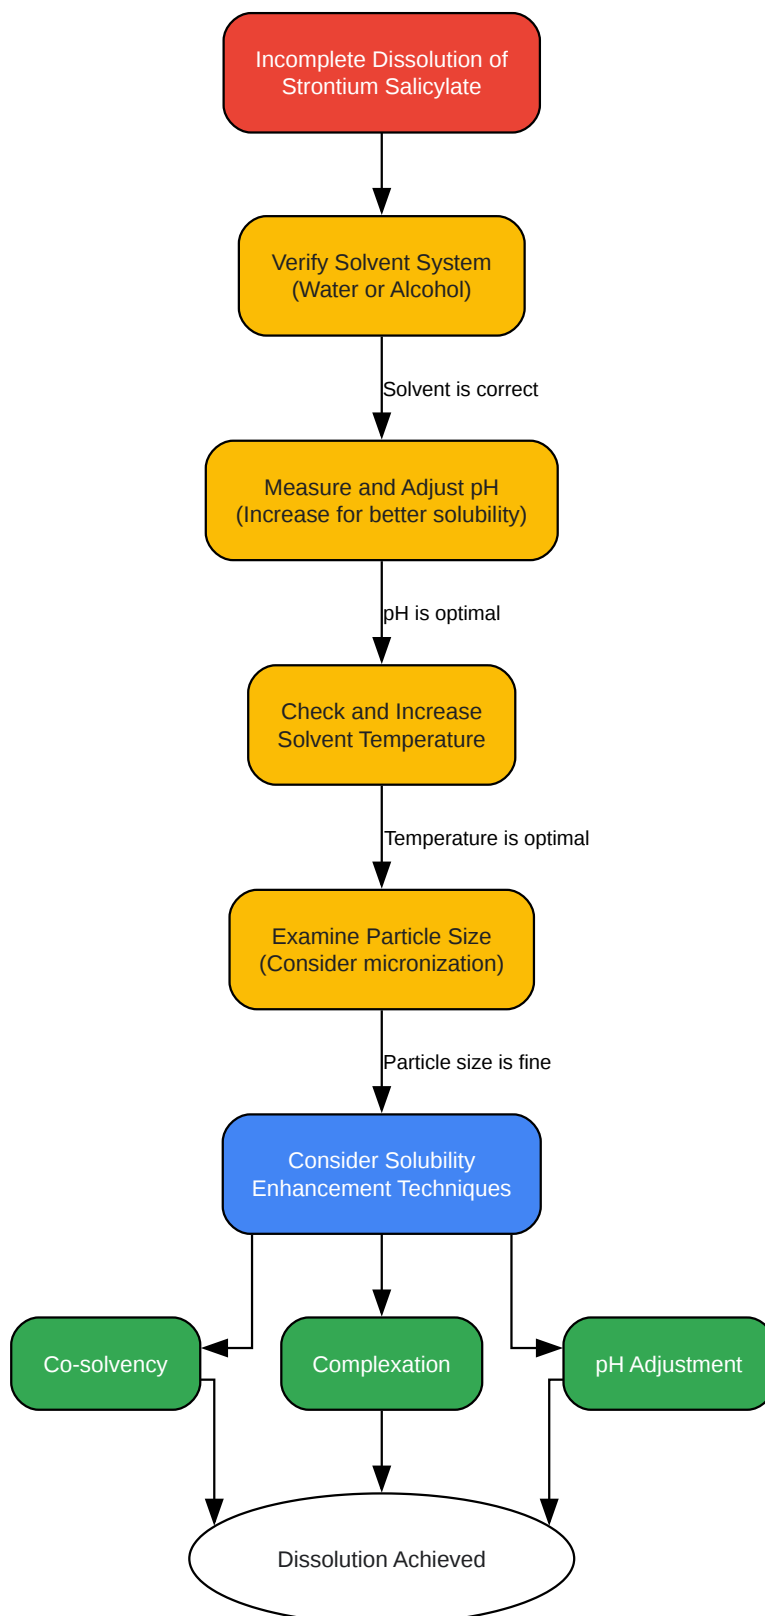 Incomplete Dissolution of
Strontium Salicylate
Verify Solvent System
(Water or Alcohol)
Solvent is correct
Measure and Adjust pH
(Increase for better solubility)
pH is optimal
Check and Increase
Solvent Temperature
Temperature is optimal
Examine Particle Size
(Consider micronization)
Particle size is fine
Consider Solubility
Enhancement Techniques
Co-solvency
Complexation
pH Adjustment
Dissolution Achieved